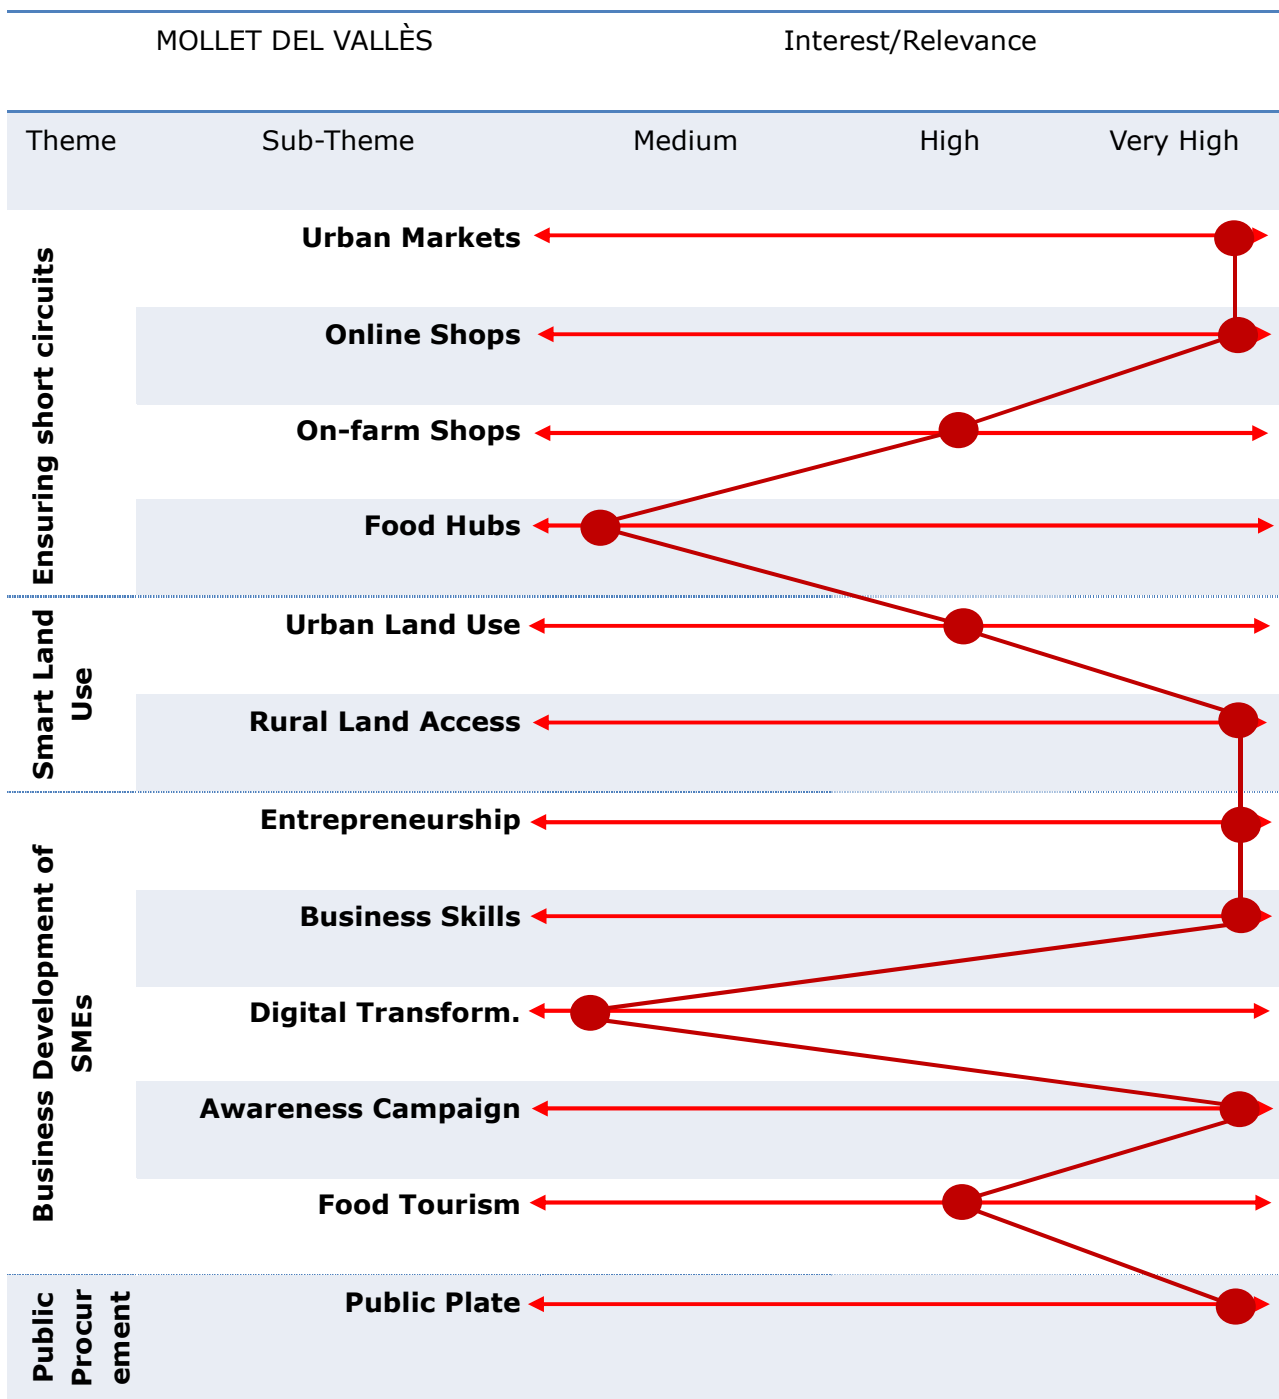 MOLLET DEL VALLÈS
Interest/Relevance
Theme
Sub-Theme
Medium
High
Very High
Ensuring short circuits
Urban Markets
Online Shops
On-farm Shops
Food Hubs
Smart Land
Use
Urban Land Use
Rural Land Access
Business Development of
SMEs
Entrepreneurship
Business Skills
Digital Transform.
Awareness Campaign
Food Tourism
Public
Procur
ement
Public Plate